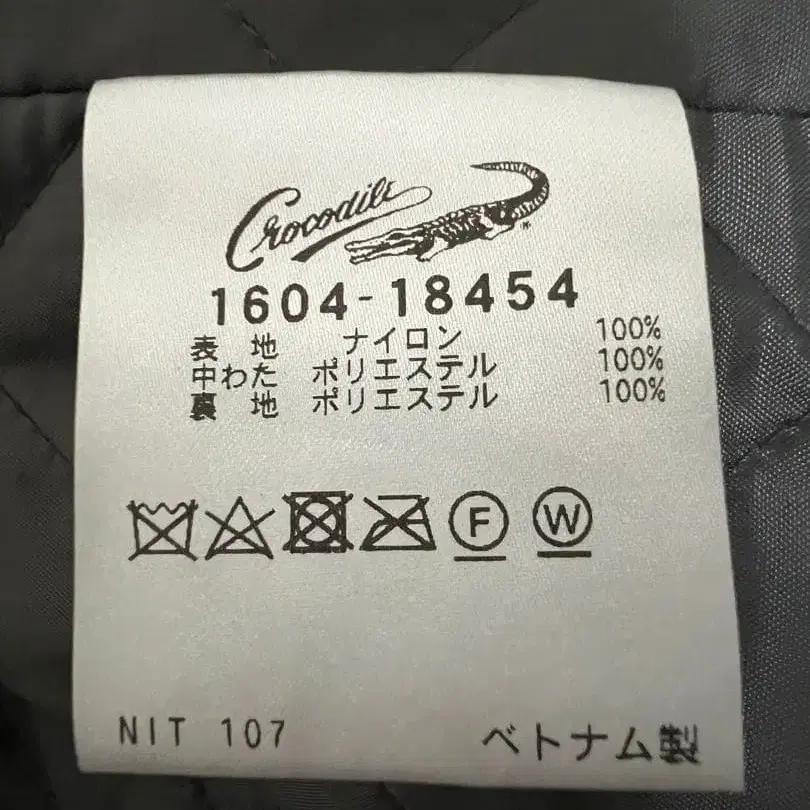 Crocodile
1604-18454
表 地 ナイロン 100%
中わた ポリエステル 100%
裏 地 ポリエステル 100%
F W
NIT 107 ベトナム製